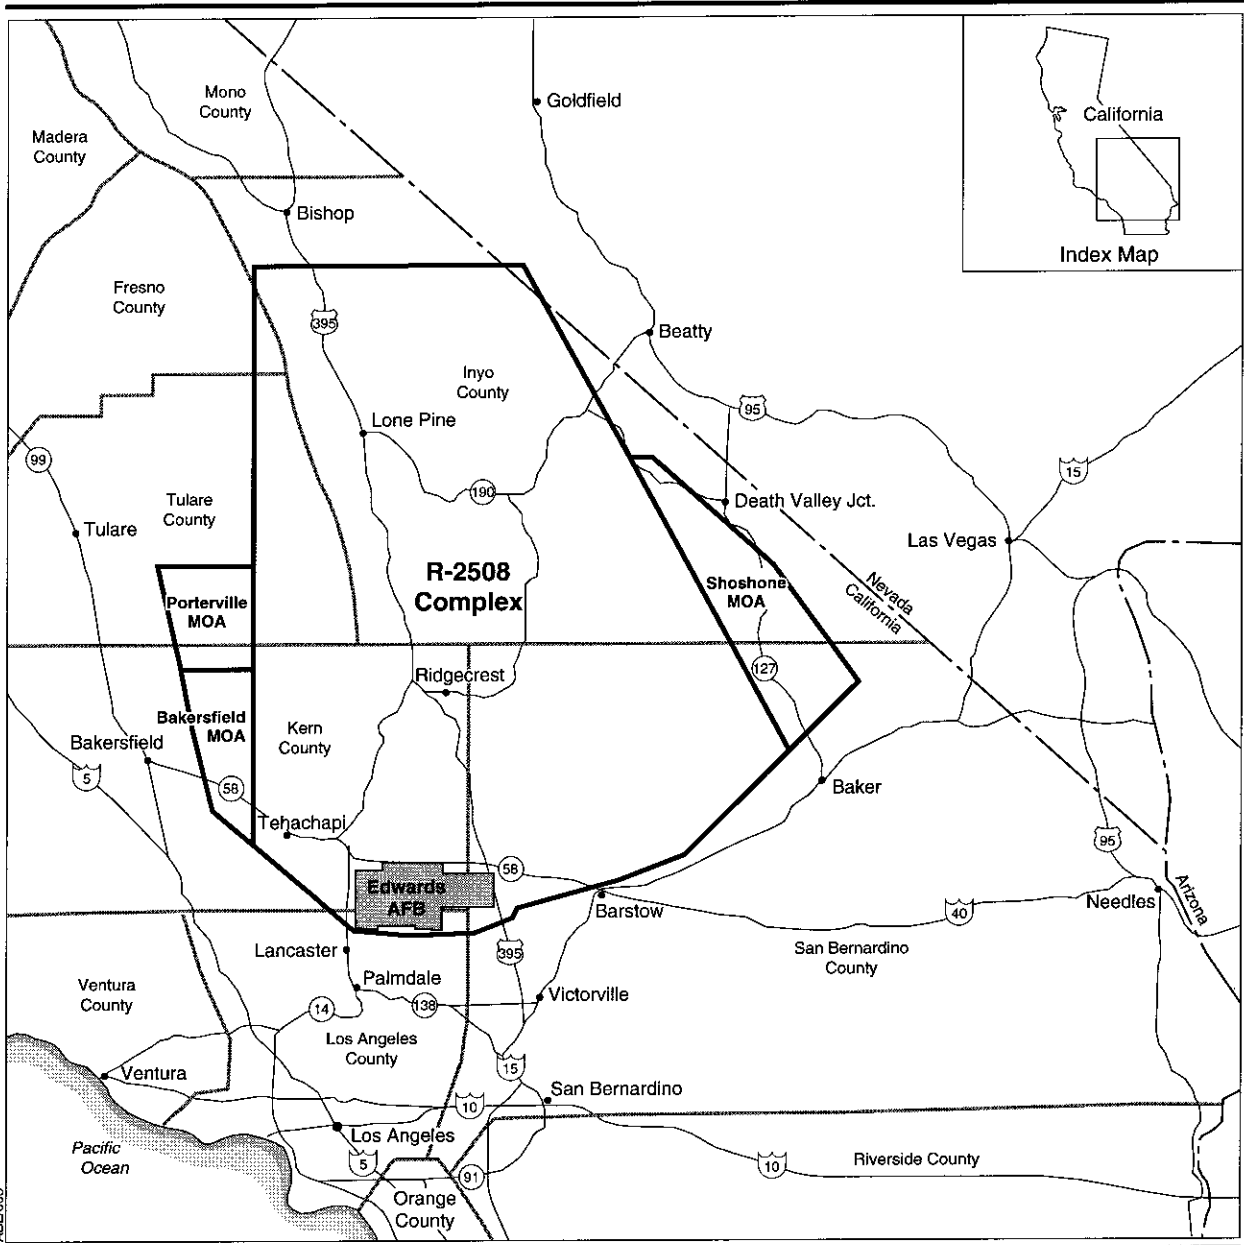 Mono
County
Goldfield
California
Madera
County
Bishop
Index Map
Fresno
County
395
Beatty
Inyo
County
95
Lone Pine
99
15
190
Tulare
County
Death Valley Jct.
Tulare
Las Vegas
R-2508
Complex
Shoshone
MOA
Nevada
California
Porterville
MOA
127
Ridgecrest
Bakersfield
MOA
Kern
County
Bakersfield
5
58
Baker
Tehachapi
95
58
Edwards
AFB
Arizona
Needles
Barstow
40
Lancaster
395
San Bernardino
County
Palmdale
Ventura
County
14
138
Victorville
Los Angeles
County
15
Ventura
San Bernardino
10
Los Angeles
Pacific
Ocean
5
91
10
Riverside County
Orange
County